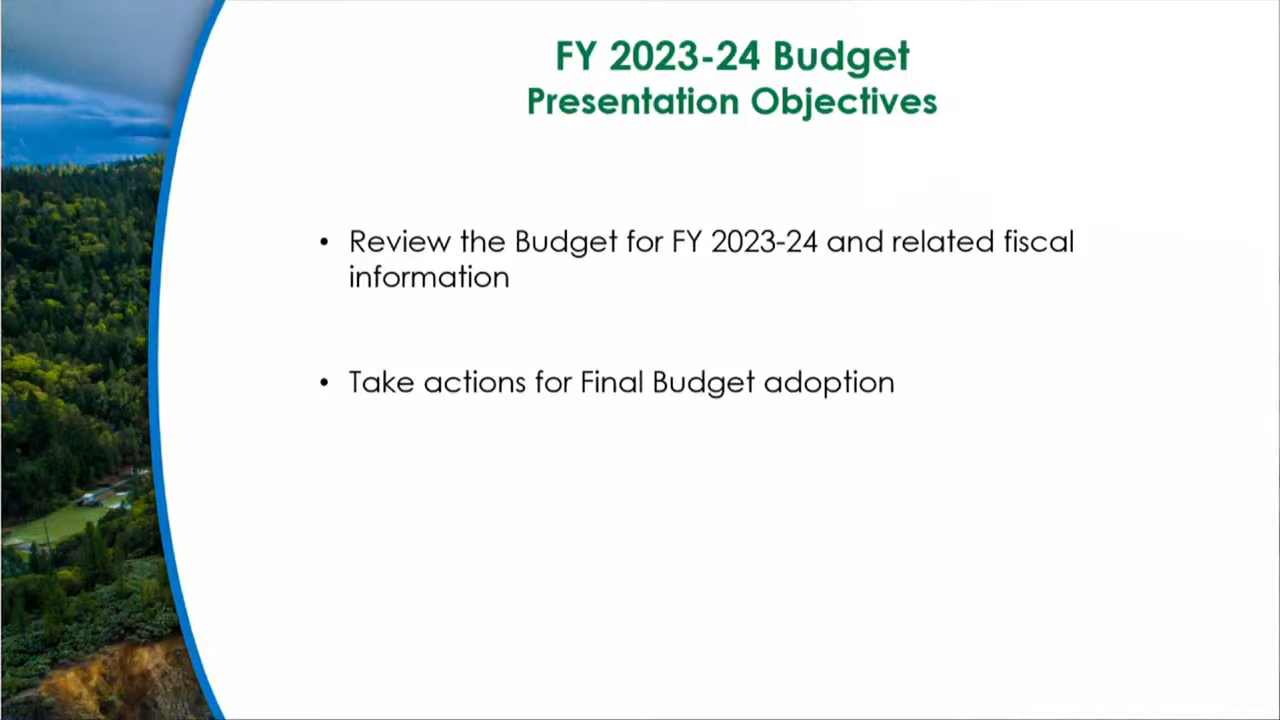 FY 2023-24 Budget
Presentation Objectives
• Review the Budget for FY 2023-24 and related fiscal
information
• Take actions for Final Budget adoption